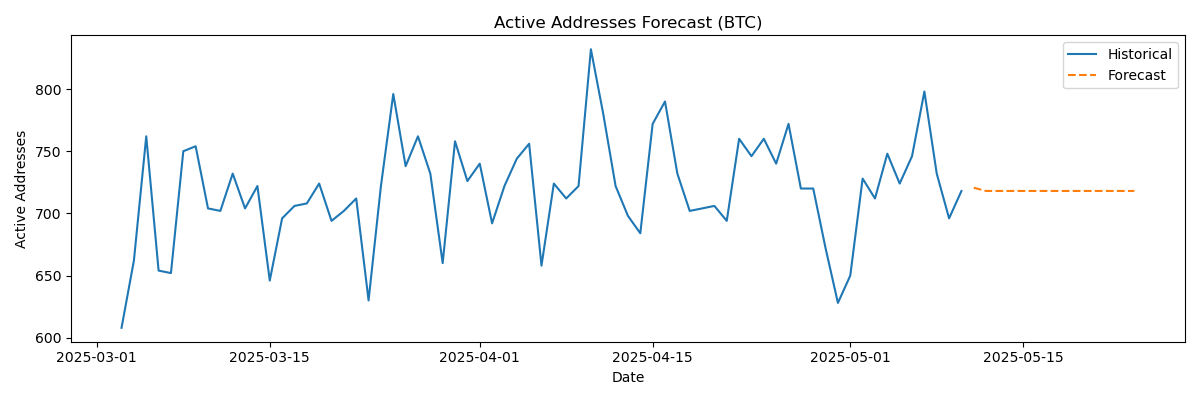 Active Addresses Forecast (BTC)
Historical
Forecast
Active Addresses
800
750
700
650
600
2025-03-01 2025-03-15 2025-04-01 2025-04-15 2025-05-01 2025-05-15
Date